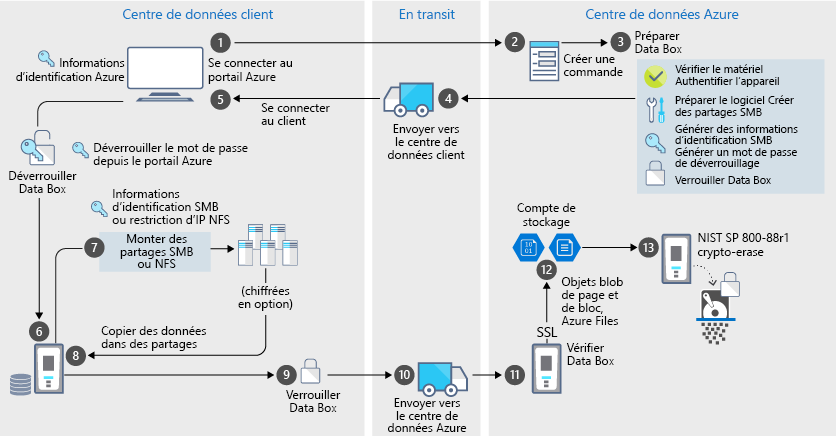 Centre de données client
En transit
Centre de données Azure
Informations
d'identification Azure
1
Se connecter au
portail Azure
2
Créer une
commande
3
Préparer
Data Box
Vérifier le matériel
Authentifier l'appareil
Préparer le logiciel Créer
des partages SMB
Générer des informations
d'identification SMB
Générer un mot de passe
de déverrouillage
Verrouiller Data Box
4
Envoyer vers
le centre de
données client
5
Se connecter
au client
Déverrouiller le mot de passe
depuis le portail Azure
Déverrouiller
Data Box
6
Informations
d'identification SMB
ou restriction d'IP NFS
7
Monter des
partages SMB
ou NFS
(chiffrées
en option)
8
Copier des données
dans des partages
9
Verrouiller
Data Box
10
Envoyer vers
le centre de
données Azure
11
Vérifier
Data Box
SSL
12
Objets blob
de page et
de bloc,
Azure Files
Compte de
stockage
10
01
13
NIST SP 800-88r1
crypto-erase